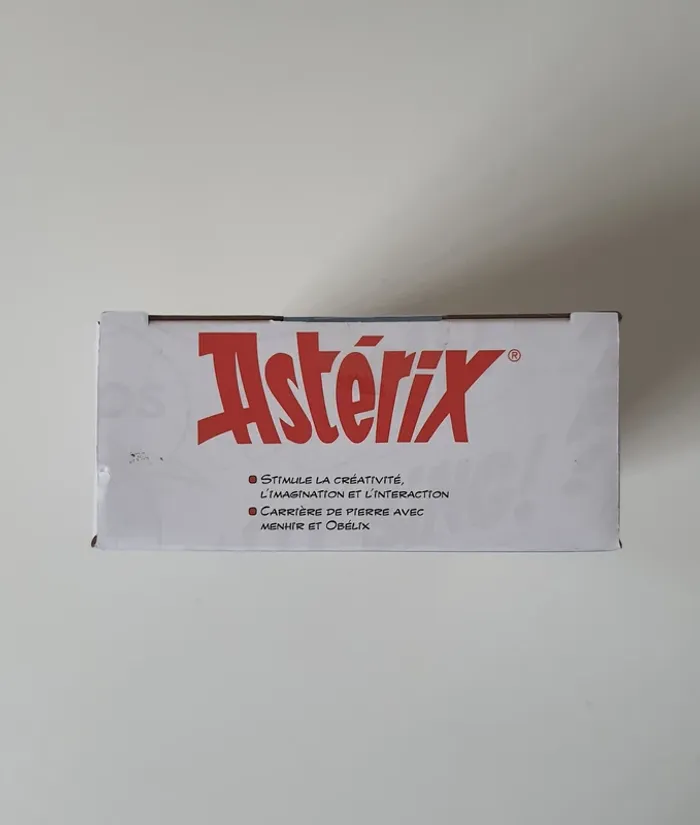 Astérix®
Stimule la créativité,
l'imagination et l'interaction
Carrière de pierre avec
menhir et Obélix